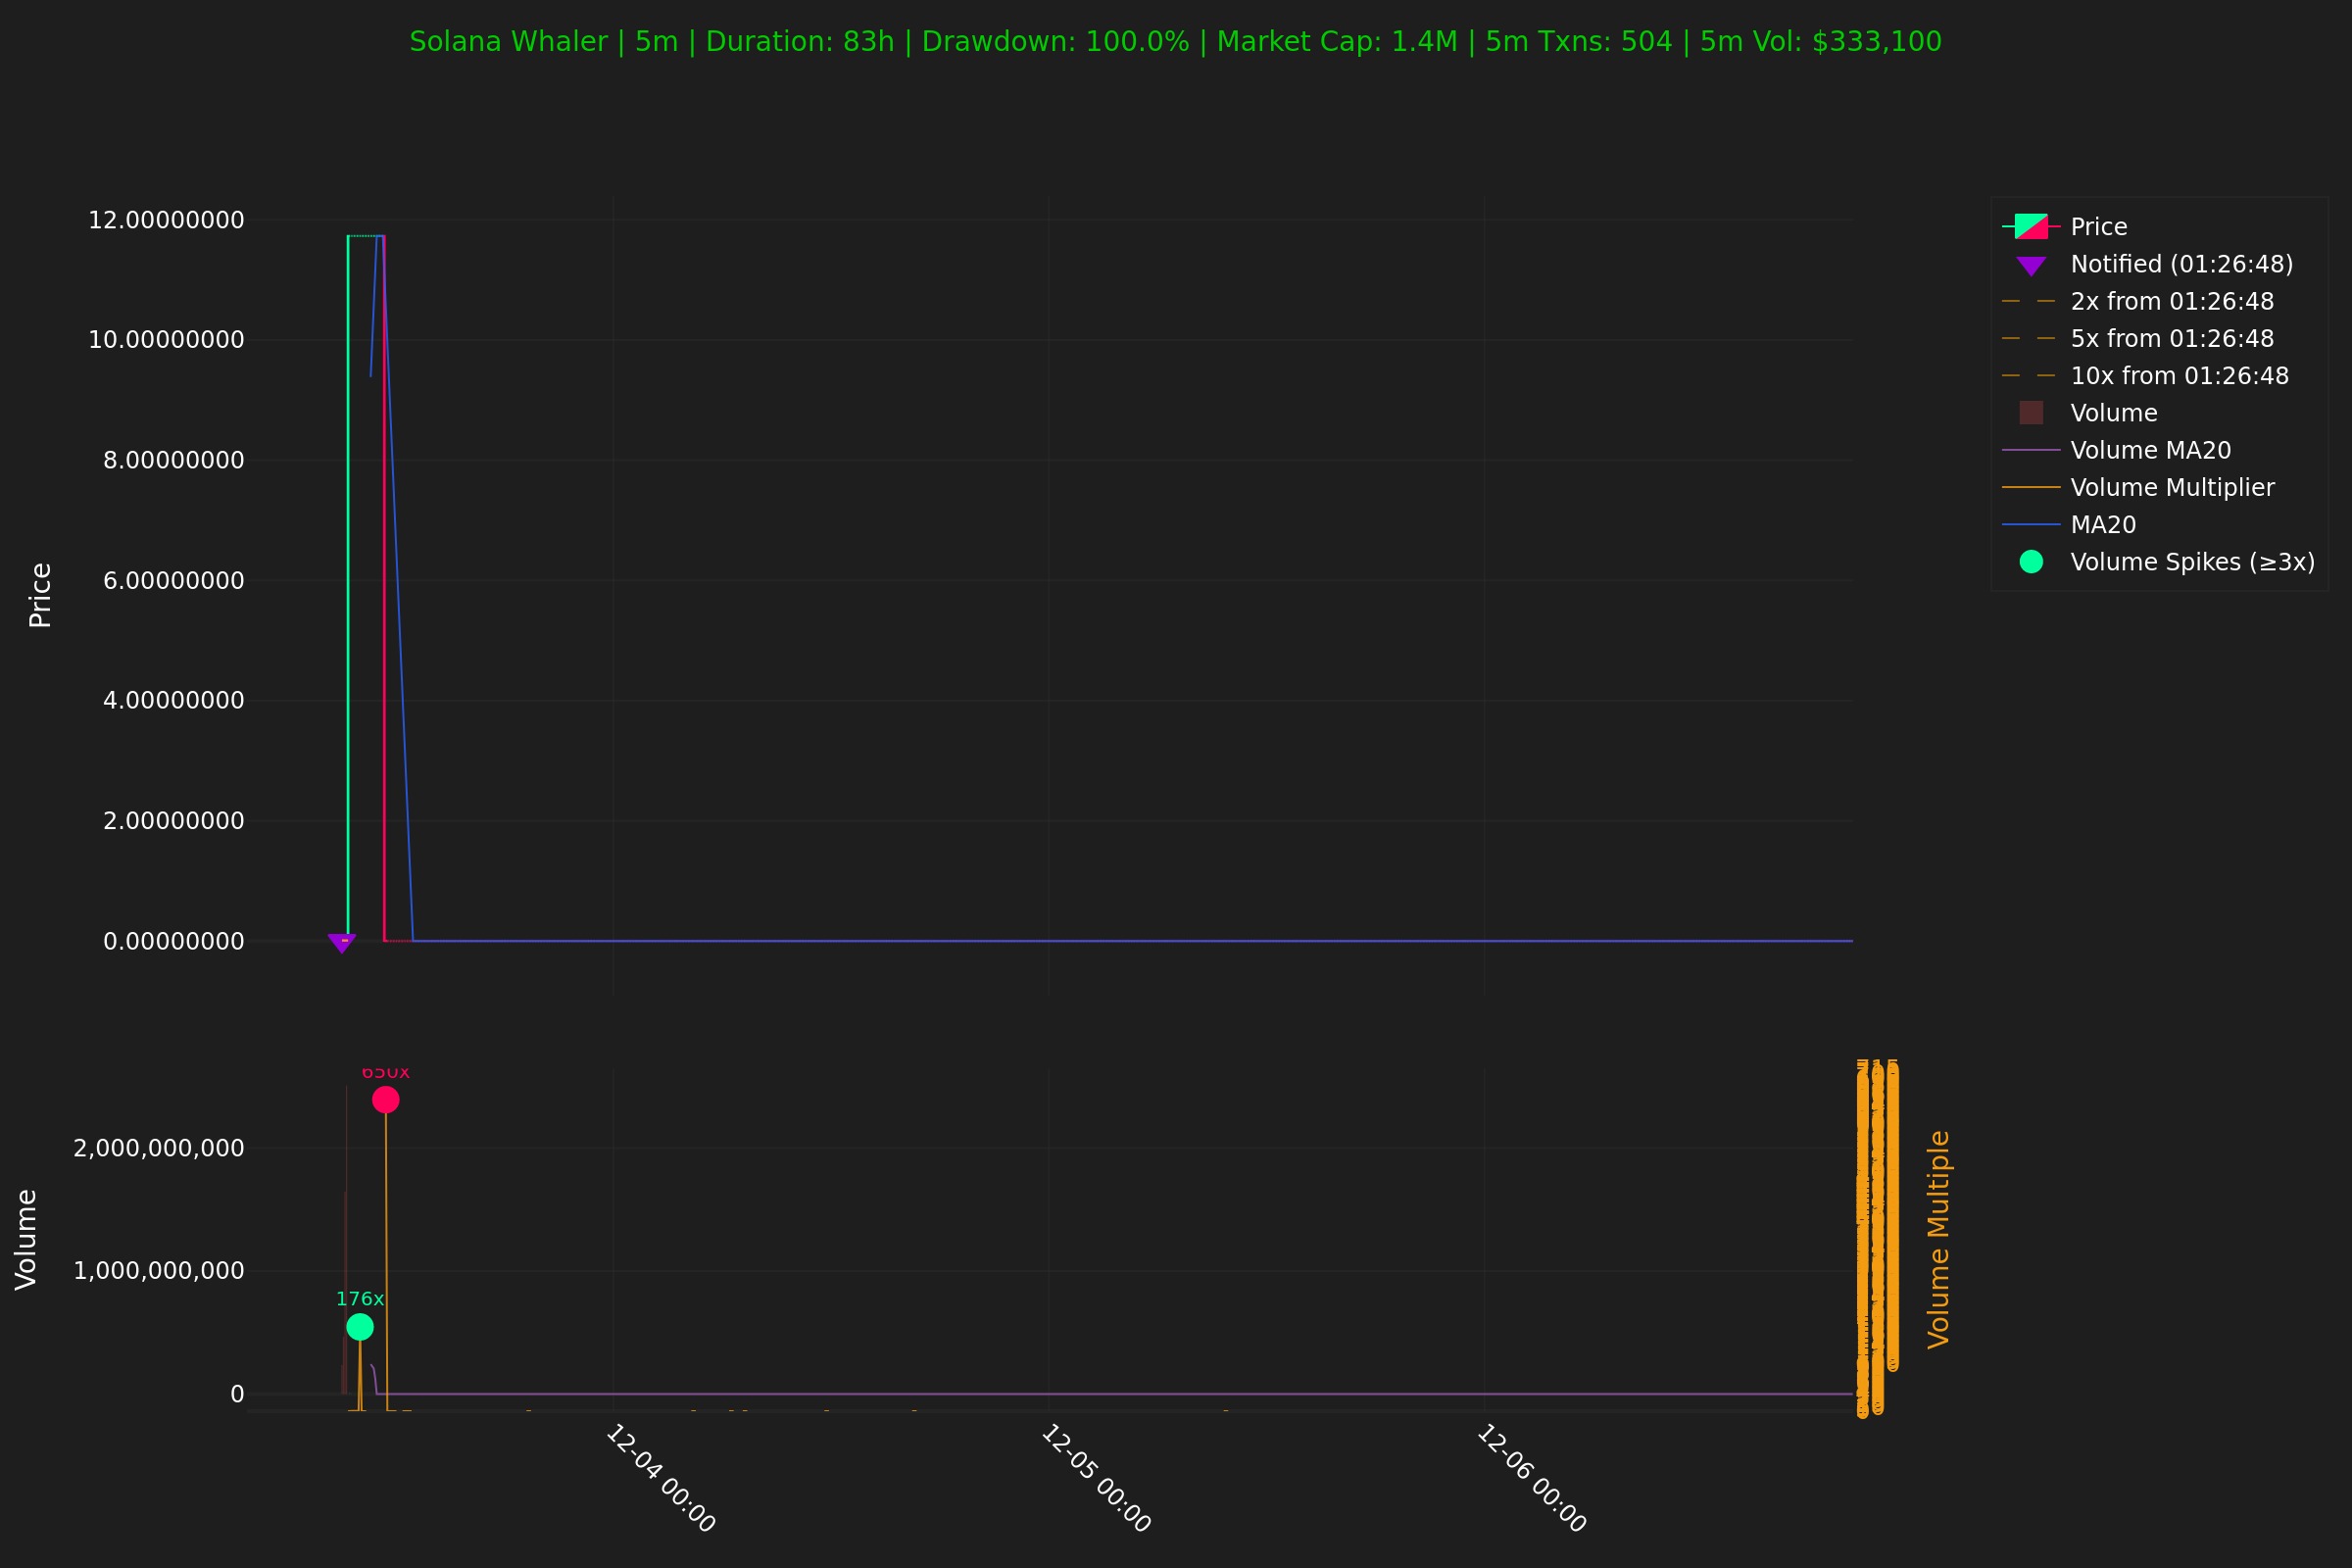 Solana Whaler | 5m | Duration: 83h | Drawdown: 100.0% | Market Cap: 1.4M | 5m Txns: 504 | 5m Vol: $333,100
12.00000000
10.00000000
8.00000000
6.00000000
4.00000000
2.00000000
0.00000000
Price
Price
Notified (01:26:48)
2x from 01:26:48
5x from 01:26:48
10x from 01:26:48
Volume
Volume MA20
Volume Multiplier
MA20
Volume Spikes (≥3x)
650x
176x
2,000,000,000
1,000,000,000
0
Volume
Volume Multiple
12-04 00:00
12-05 00:00
12-06 00:00